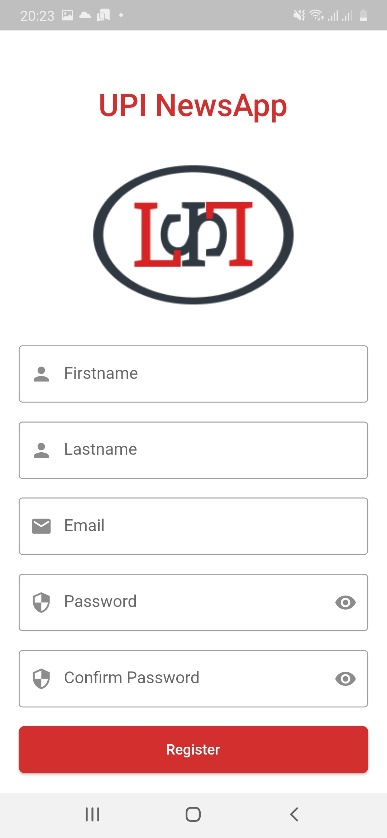 20:23
UPI NewsApp
Firstname
Lastname
Email
Password
Confirm Password
Register